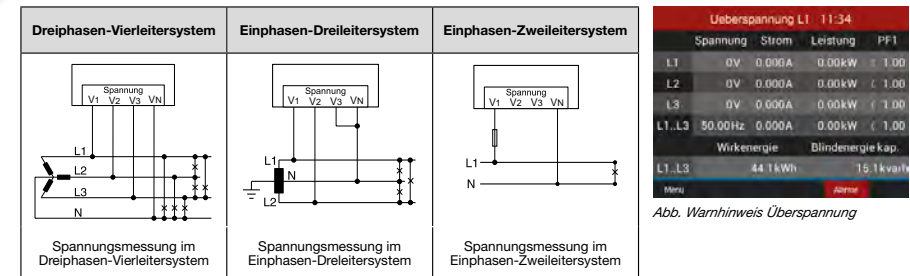 Dreiphasen-Vierleitersystem
Einphasen-Dreileitersystem
Einphasen-Zweileitersystem
Spannung
V1 V2 V3 VN
L1
L2
L3
N
Spannung
V1 V2 V3 VN
L1
N
L2
Spannung
V1 V2 V3 VN
L1
N
Spannungsmessung im
Dreiphasen-Vierleitersystem
Spannungsmessung im
Einphasen-Dreleitersystem
Spannungsmessung im
Einphasen-Zweileitersystem
Ueberspannung L1 11:34
Spannung Strom Leistung PF1
L1 0V 0.000A 0.00kW ( 1.00
L2 0V 0.000A 0.00kW ( 1.00
L3 0V 0.000A 0.00kW ( 1.00
L1..L3 50.00Hz 0.000A 0.00kW ( 1.00
Wirkenergie Blindenergie kap.
L1..L3 44.1kWh 15.1kvarh
Menü Alarme
Abb. Warnhinweis Überspannung